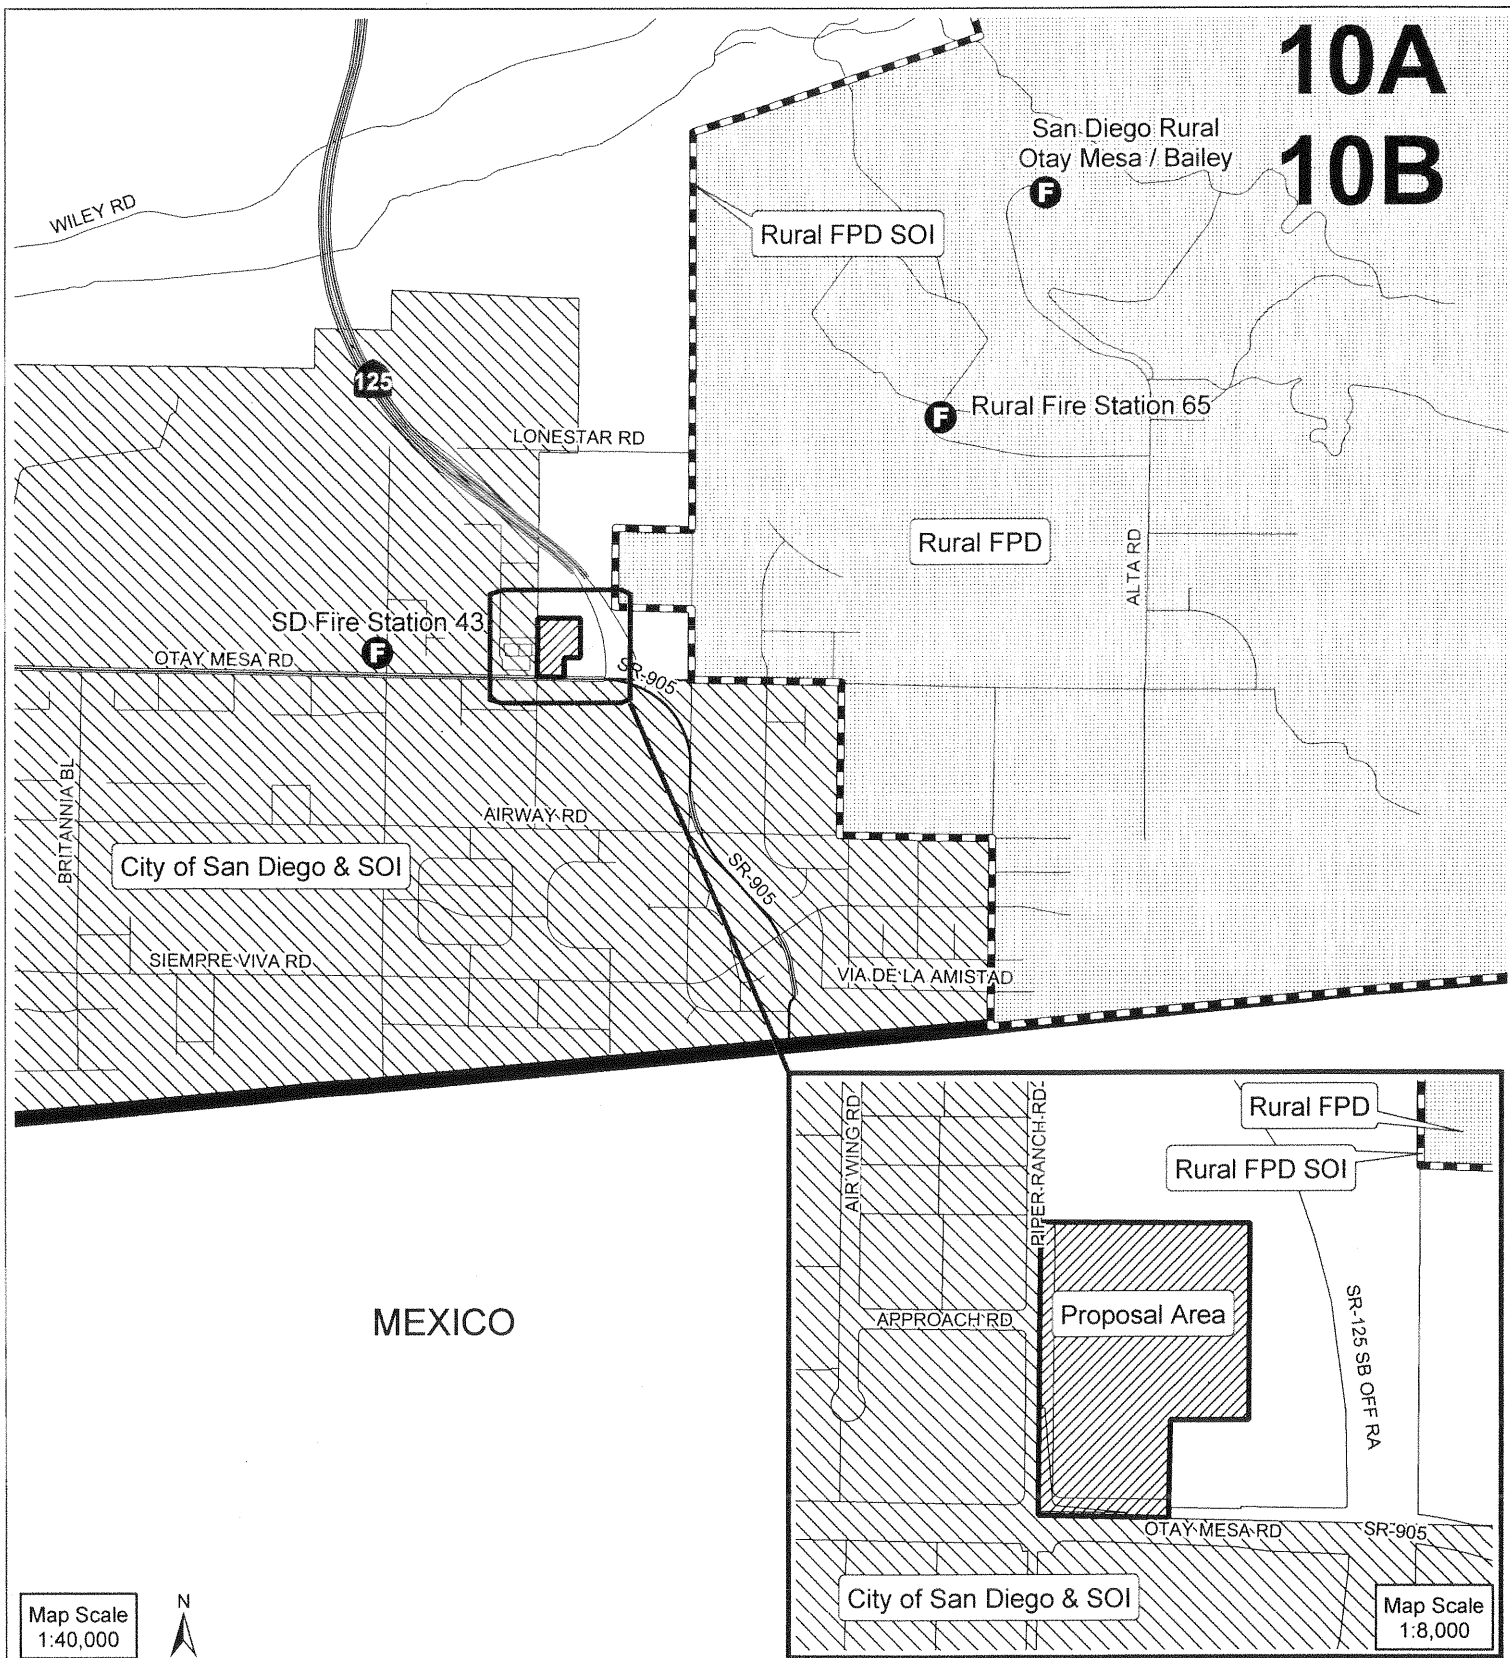 10A
10B
San Diego Rural
Otay Mesa / Bailey
F
WILEY RD
Rural FPD SOI
125
F
Rural Fire Station 65
LONESTAR RD
Rural FPD
ALTA RD
SD Fire Station 43
F
OTAY MESA RD
SR-905
BRITANNIA BL
AIRWAY RD
City of San Diego & SOI
SR-905
SIEMPRE VIVA RD
VIA DE LA AMISTAD
MEXICO
AIR WING RD
PIPER RANCH RD
Rural FPD
Rural FPD SOI
APPROACH RD
Proposal Area
SR-125 SB OFF RA
OTAY MESA RD
SR-905
City of San Diego & SOI
Map Scale
1:8,000
Map Scale
1:40,000
N